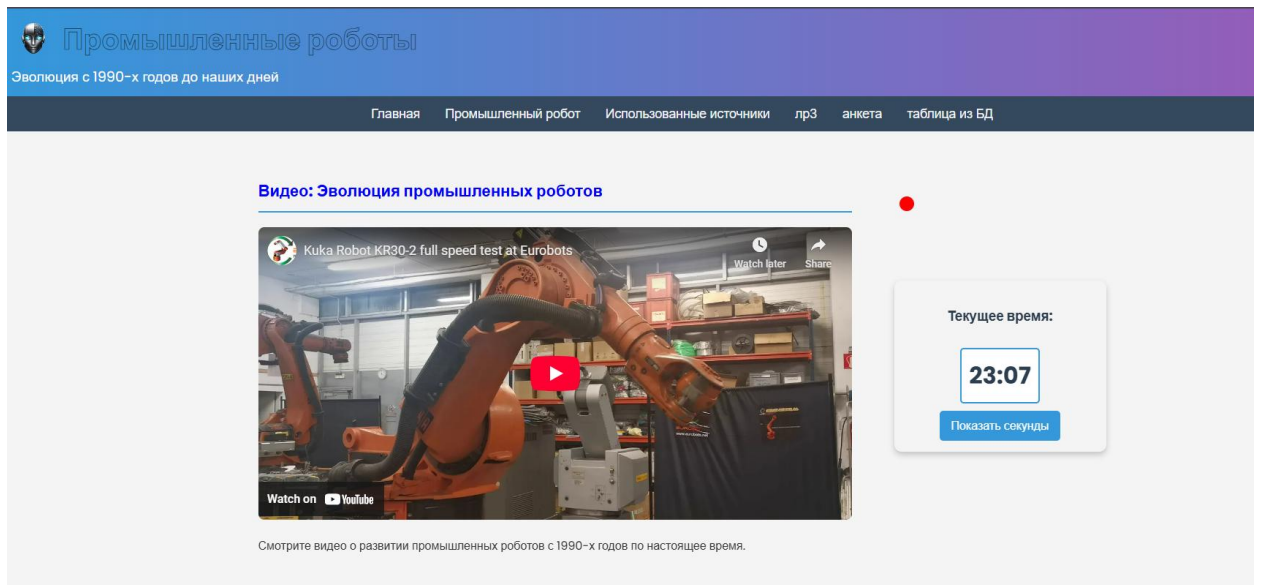 Промышленные роботы
Эволюция с 1990-х годов до наших дней
Главная Промышленный робот Использованные источники лр3 анкета таблица из БД
Видео: Эволюция промышленных роботов
Kuka Robot KR30-2 full speed test at Eurobots
Watch later Share
Watch on YouTube
Смотрите видео о развитии промышленных роботов с 1990-х годов по настоящее время.
Текущее время:
23:07
Показать секунды